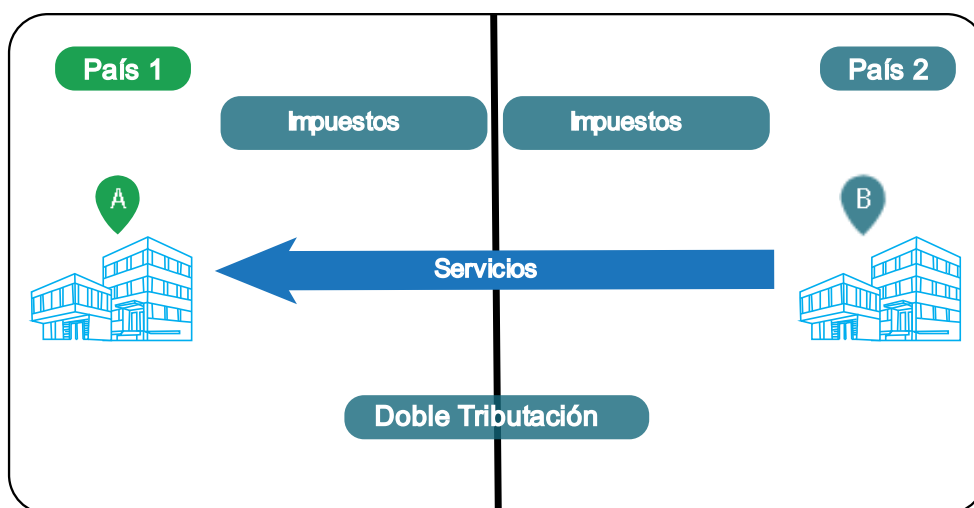 País 1
País 2
Impuestos
Impuestos
A
B
Servicios
Doble Tributación